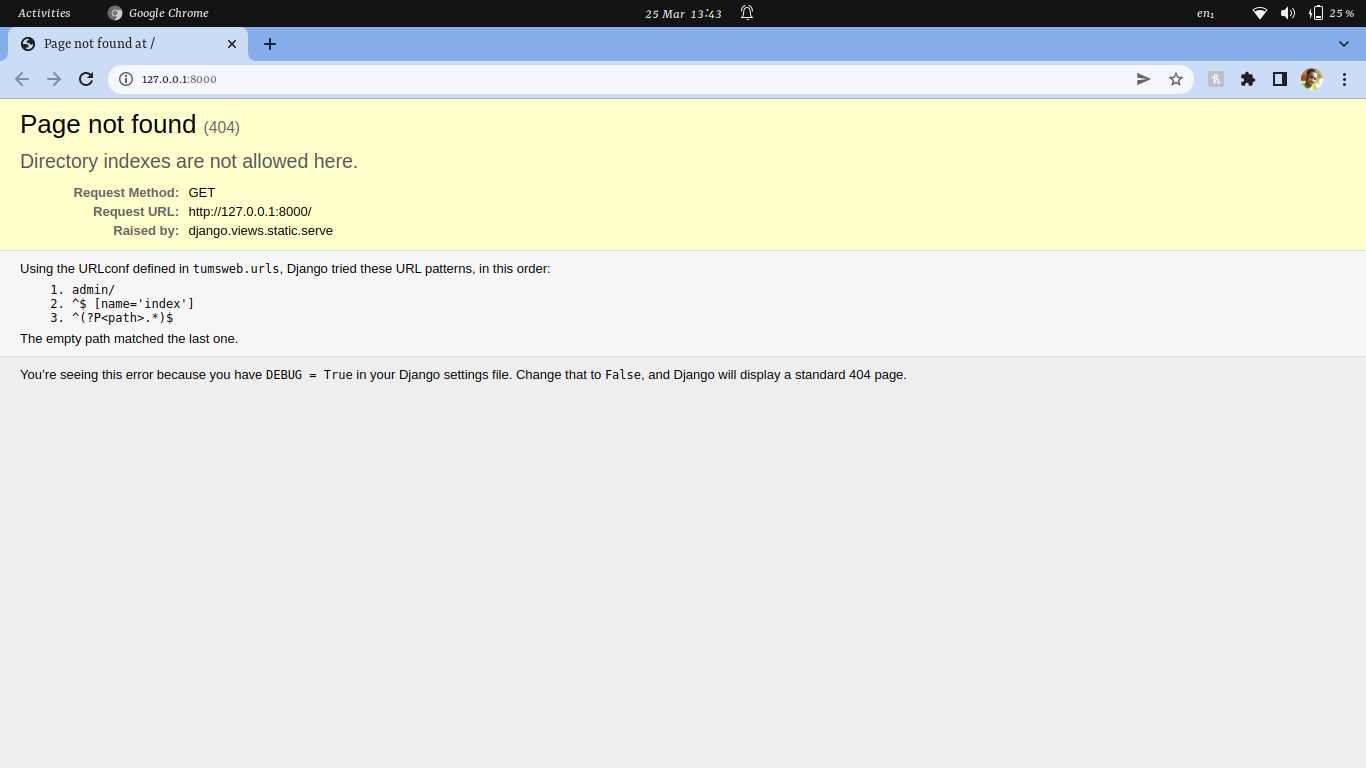 Activities Google Chrome 25 Mar 13:43 en1 25 %
Page not found at /
127.0.0.1:8000
Page not found (404)
Directory indexes are not allowed here.
Request Method: GET
Request URL: http://127.0.0.1:8000/
Raised by: django.views.static.serve
Using the URLconf defined in tumsweb.urls, Django tried these URL patterns, in this order:
1. admin/
2. ^$ [name='index']
3. ^(?P<path>.*)$
The empty path matched the last one.
You’re seeing this error because you have DEBUG = True in your Django settings file. Change that to False, and Django will display a standard 404 page.